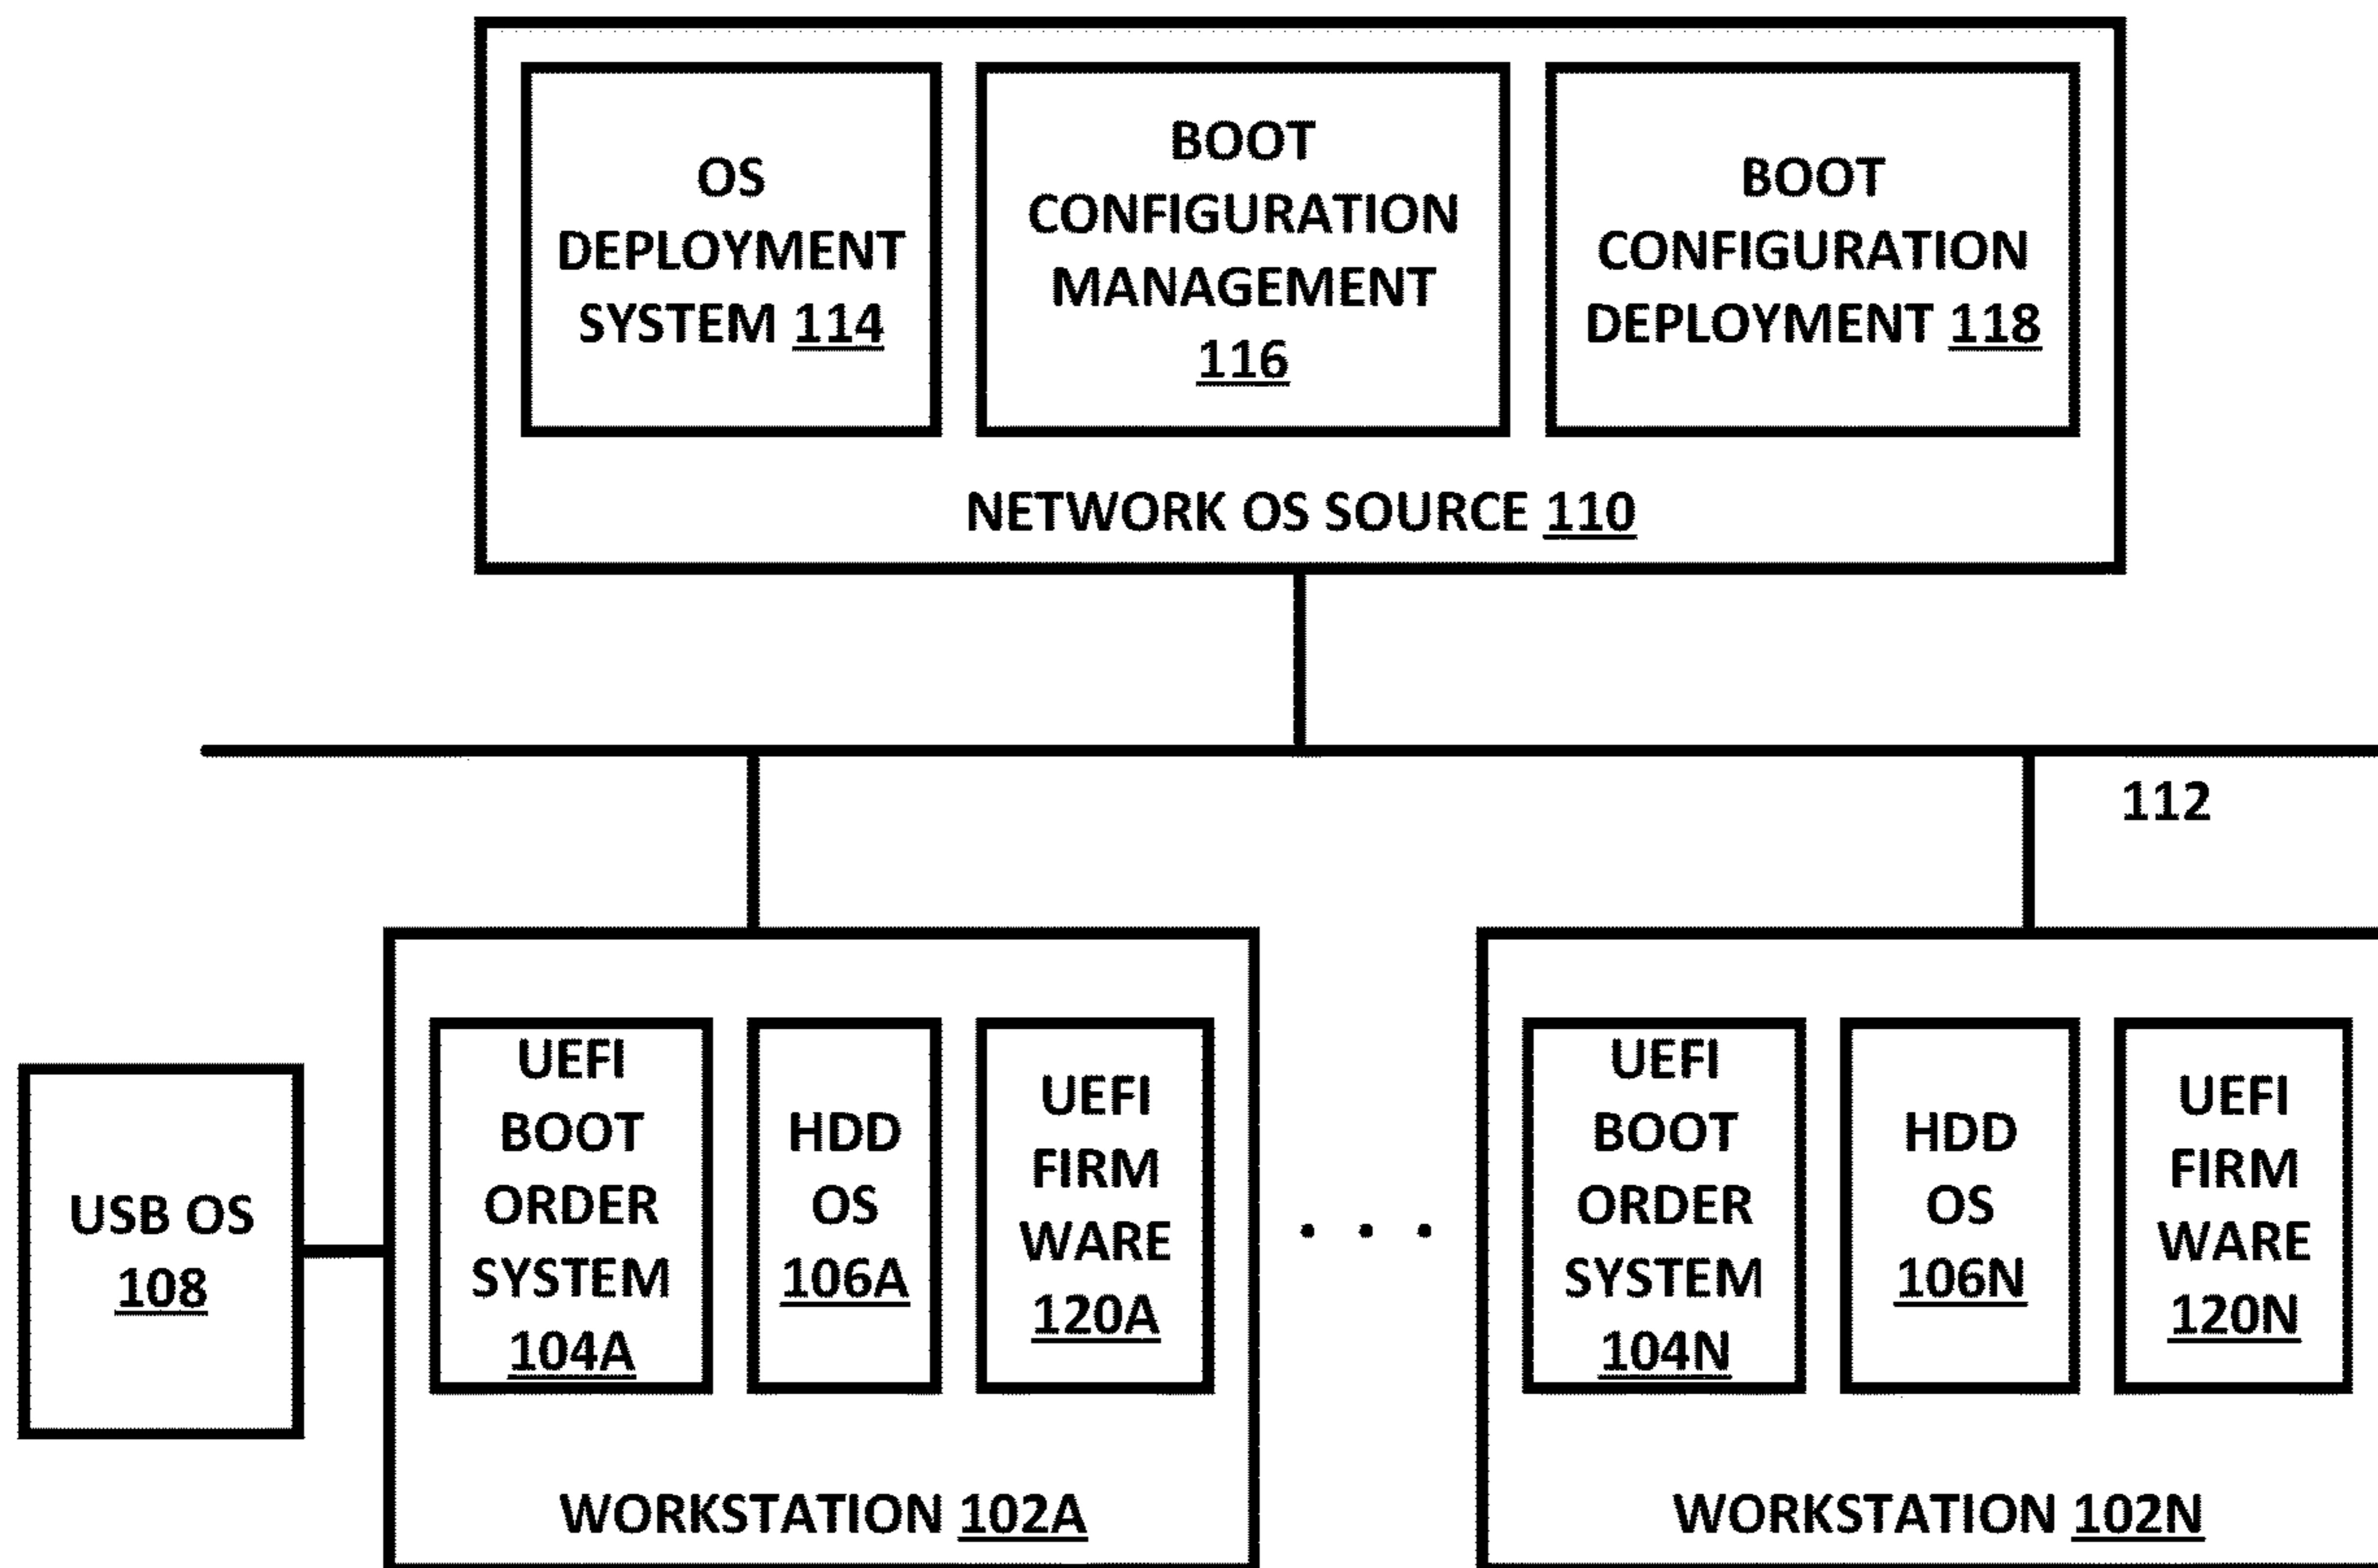 OS
DEPLOYMENT
SYSTEM 114
BOOT
CONFIGURATION
MANAGEMENT
116
BOOT
CONFIGURATION
DEPLOYMENT 118
NETWORK OS SOURCE 110
112
USB OS
108
UEFI
BOOT
ORDER
SYSTEM
104A
HDD
OS
106A
UEFI
FIRM
WARE
120A
WORKSTATION 102A
. . .
UEFI
BOOT
ORDER
SYSTEM
104N
HDD
OS
106N
UEFI
FIRM
WARE
120N
WORKSTATION 102N